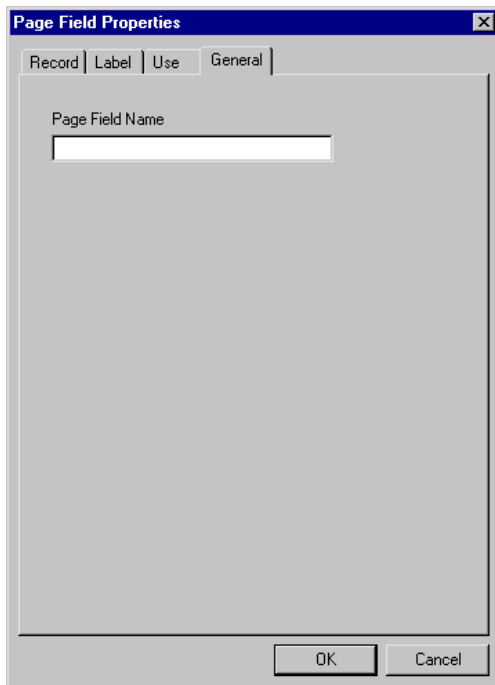 Page Field Properties
Record Label Use General
Page Field Name
OK Cancel